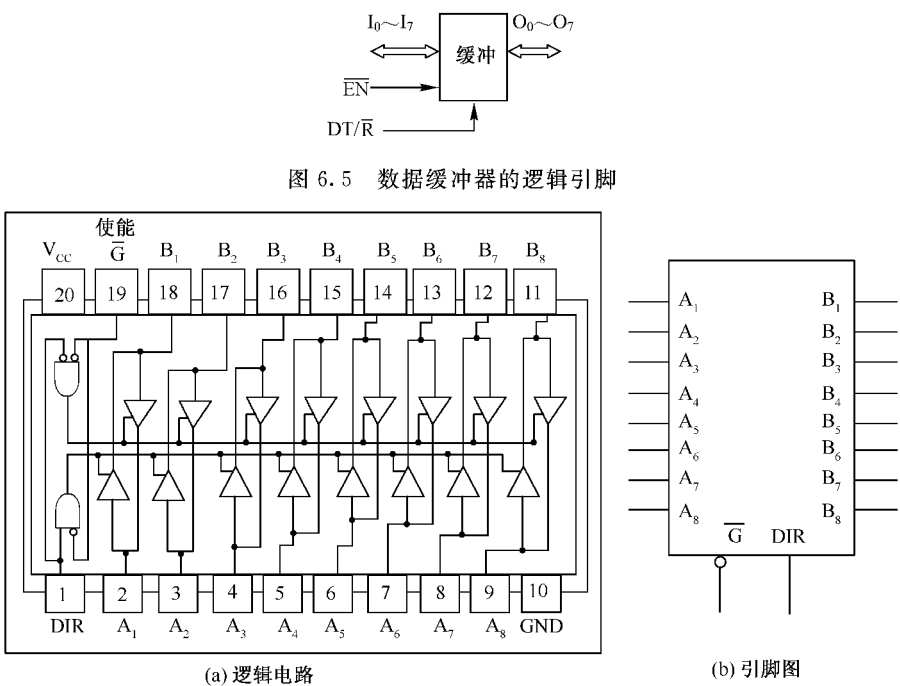 I₀～I₇ O₀～O₇
缓冲
E̅N̅
DT/R̅
图 6.5 数据缓冲器的逻辑引脚
使能
V_CC G̅ B₁ B₂ B₃ B₄ B₅ B₆ B₇ B₈
20 19 18 17 16 15 14 13 12 11
1 2 3 4 5 6 7 8 9 10
DIR A₁ A₂ A₃ A₄ A₅ A₆ A₇ A₈ GND
(a) 逻辑电路
A₁ B₁
A₂ B₂
A₃ B₃
A₄ B₄
A₅ B₅
A₆ B₆
A₇ B₇
A₈ B₈
G̅ DIR
(b) 引脚图